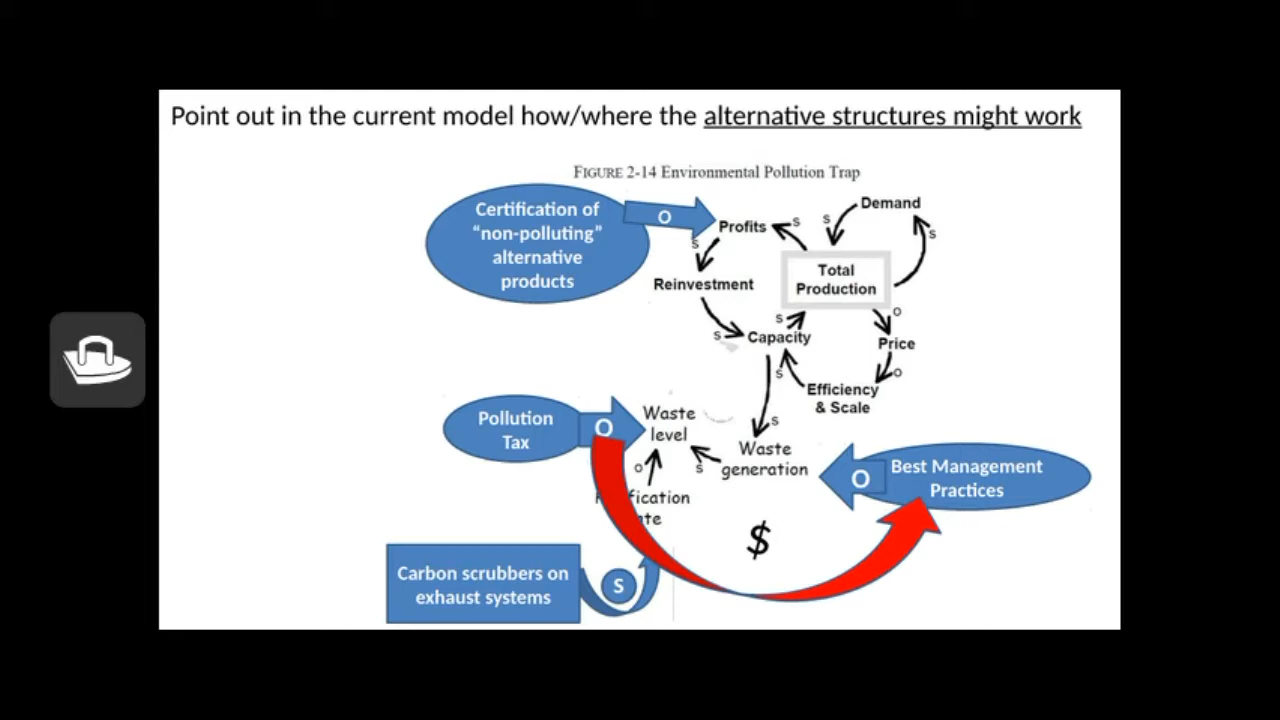 Point out in the current model how/where the alternative structures might work
FIGURE 2-14 Environmental Pollution Trap
Certification of
“non-polluting”
alternative
products
O
Profits
s
s
Demand
s
s
Total
Production
s
Reinvestment
s
s
Capacity
o
Price
o
s
Efficiency
& Scale
s
Pollution
Tax
O
Waste
level
o
s
Waste
generation
O
Best Management
Practices
$
Carbon scrubbers on
exhaust systems
S